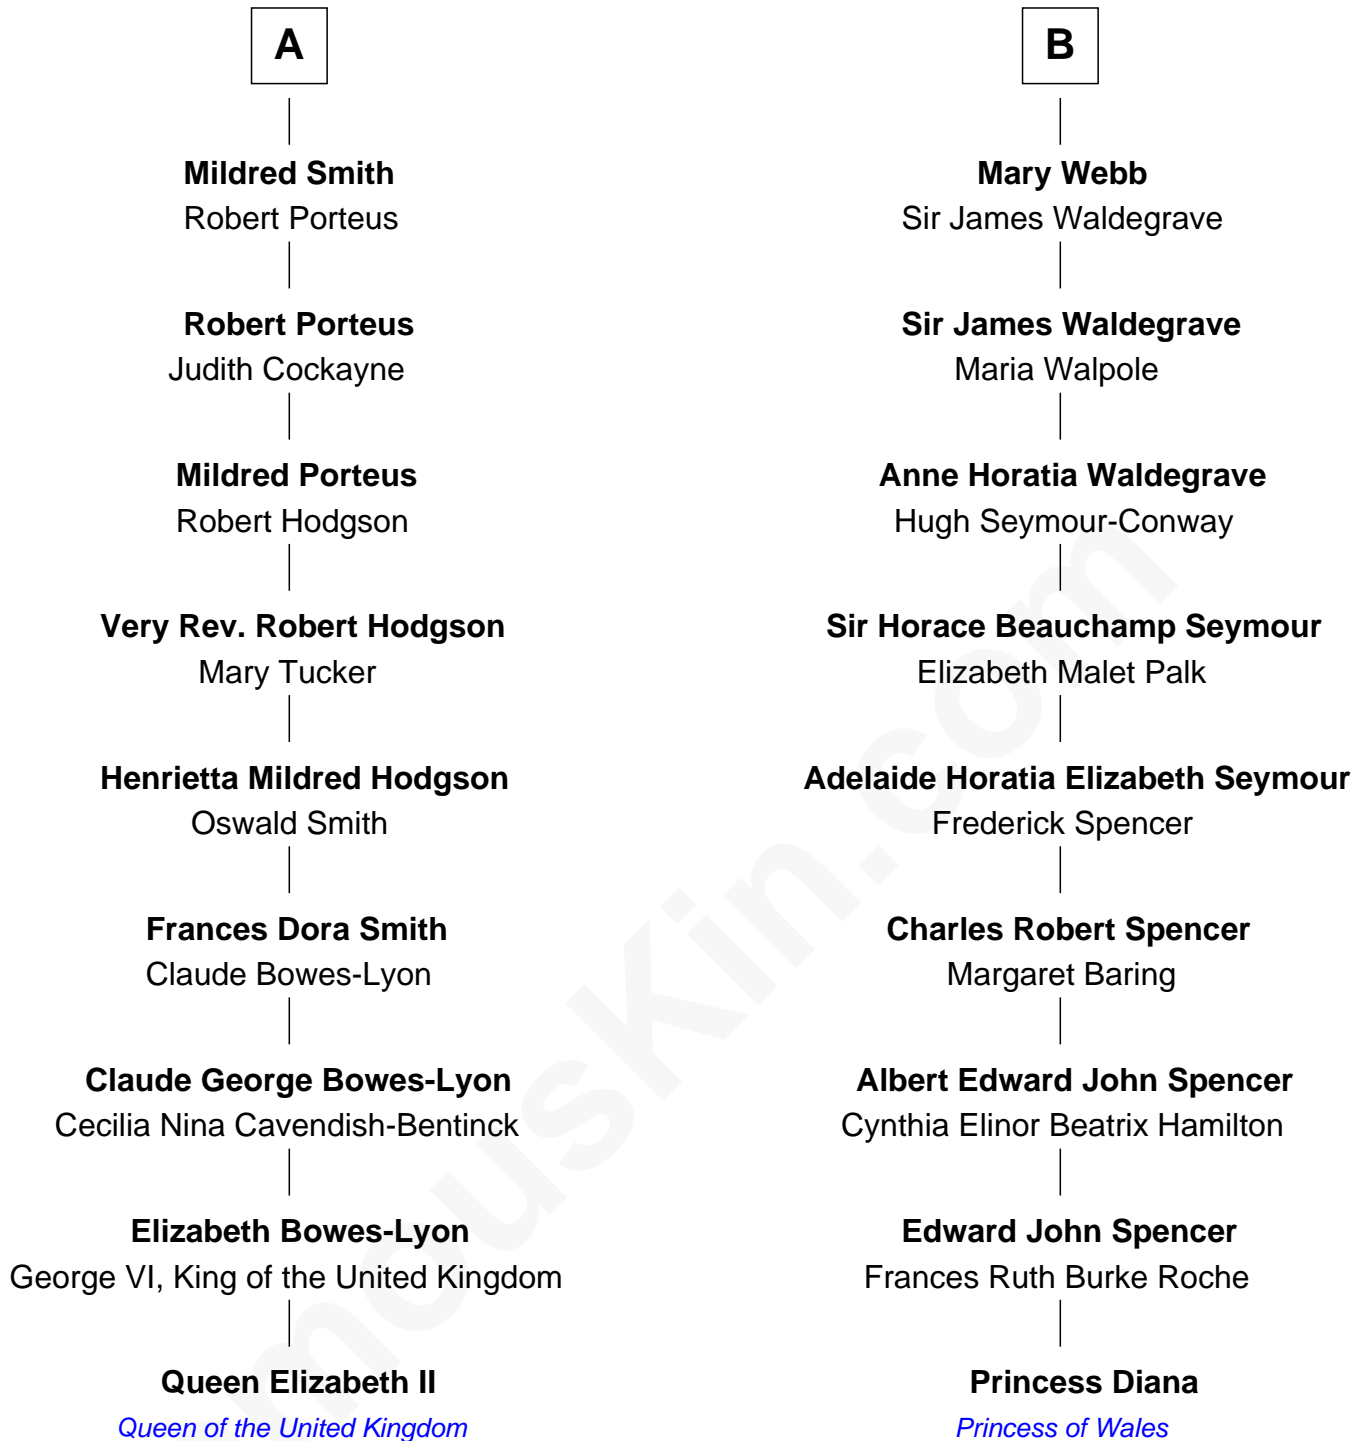 A
Mildred Smith
Robert Porteus
Robert Porteus
Judith Cockayne
Mildred Porteus
Robert Hodgson
Very Rev. Robert Hodgson
Mary Tucker
Henrietta Mildred Hodgson
Oswald Smith
Frances Dora Smith
Claude Bowes-Lyon
Claude George Bowes-Lyon
Cecilia Nina Cavendish-Bentinck
Elizabeth Bowes-Lyon
George VI, King of the United Kingdom
Queen Elizabeth II
Queen of the United Kingdom
B
Mary Webb
Sir James Waldegrave
Sir James Waldegrave
Maria Walpole
Anne Horatia Waldegrave
Hugh Seymour-Conway
Sir Horace Beauchamp Seymour
Elizabeth Malet Palk
Adelaide Horatia Elizabeth Seymour
Frederick Spencer
Charles Robert Spencer
Margaret Baring
Albert Edward John Spencer
Cynthia Elinor Beatrix Hamilton
Edward John Spencer
Frances Ruth Burke Roche
Princess Diana
Princess of Wales
mousKin.com